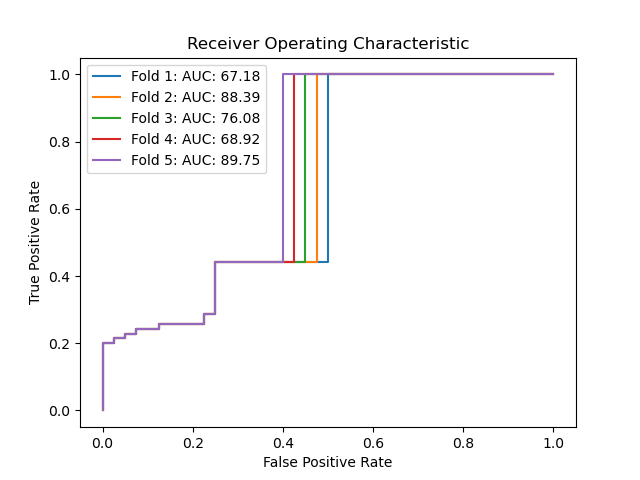 Receiver Operating Characteristic
Fold 1: AUC: 67.18
Fold 2: AUC: 88.39
Fold 3: AUC: 76.08
Fold 4: AUC: 68.92
Fold 5: AUC: 89.75
True Positive Rate
1.0
0.8
0.6
0.4
0.2
0.0
0.0 0.2 0.4 0.6 0.8 1.0
False Positive Rate